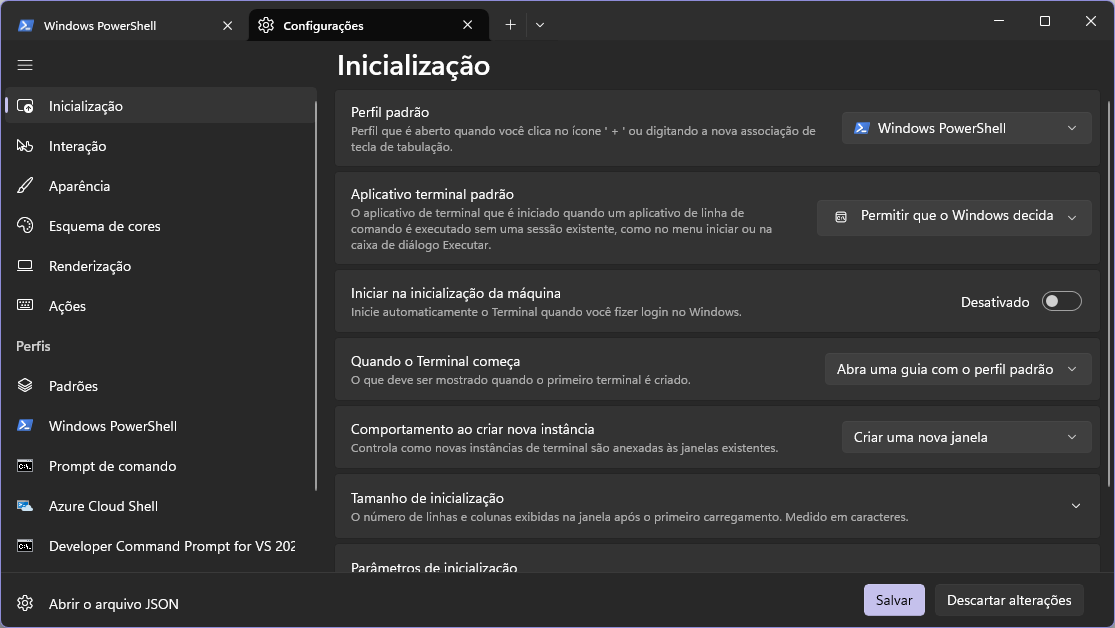 Windows PowerShell
Configurações
Inicialização
Interação
Aparência
Esquema de cores
Renderização
Ações
Perfis
Padrões
Windows PowerShell
Prompt de comando
Azure Cloud Shell
Developer Command Prompt for VS 202
Abrir o arquivo JSON
Inicialização
Perfil padrão
Perfil que é aberto quando você clica no ícone ' + ' ou digitando a nova associação de
tecla de tabulação.
Windows PowerShell
Aplicativo terminal padrão
O aplicativo de terminal que é iniciado quando um aplicativo de linha de
comando é executado sem uma sessão existente, como no menu iniciar ou na
caixa de diálogo Executar.
Permitir que o Windows decida
Iniciar na inicialização da máquina
Inicie automaticamente o Terminal quando você fizer login no Windows.
Desativado
Quando o Terminal começa
O que deve ser mostrado quando o primeiro terminal é criado.
Abra uma guia com o perfil padrão
Comportamento ao criar nova instância
Controla como novas instâncias de terminal são anexadas às janelas existentes.
Criar uma nova janela
Tamanho de inicialização
O número de linhas e colunas exibidas na janela após o primeiro carregamento. Medido em caracteres.
Parâmetros de inicialização
Salvar
Descartar alterações